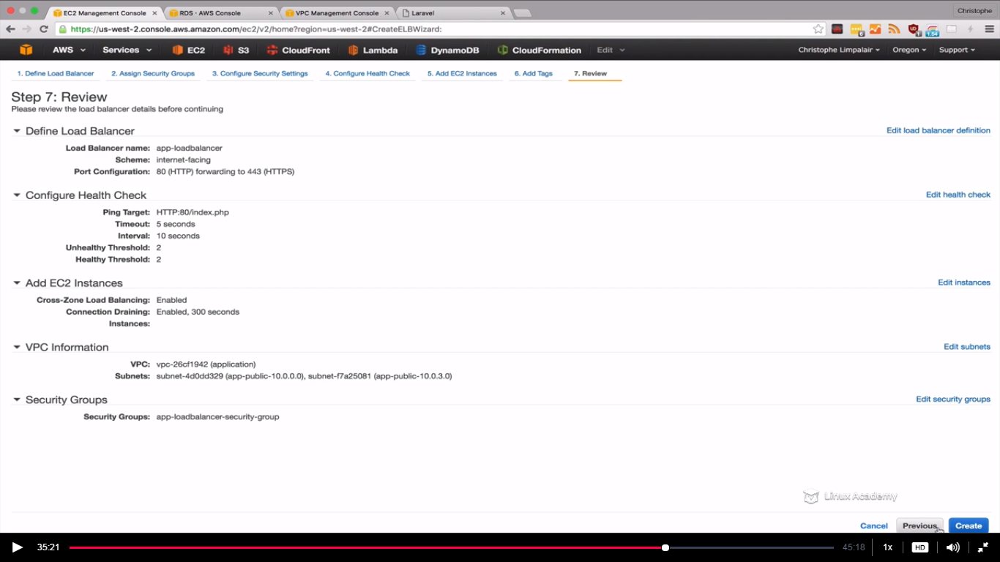 EC2 Management Console
RDS · AWS Console
VPC Management Console
Laravel
Christophe
https://us-west-2.console.aws.amazon.com/ec2/v2/home?region=us-west-2#CreateELBWizard:
6
1
1.54
AWS Services EC2 S3 CloudFront Lambda DynamoDB CloudFormation Edit Christophe Limpalair Oregon Support
1. Define Load Balancer 2. Assign Security Groups 3. Configure Security Settings 4. Configure Health Check 5. Add EC2 Instances 6. Add Tags 7. Review
Step 7: Review
Please review the load balancer details before continuing
Define Load Balancer Edit load balancer definition
Load Balancer name: app-loadbalancer
Scheme: internet-facing
Port Configuration: 80 (HTTP) forwarding to 443 (HTTPS)
Configure Health Check Edit health check
Ping Target: HTTP:80/index.php
Timeout: 5 seconds
Interval: 10 seconds
Unhealthy Threshold: 2
Healthy Threshold: 2
Add EC2 Instances Edit instances
Cross-Zone Load Balancing: Enabled
Connection Draining: Enabled, 300 seconds
Instances:
VPC Information Edit subnets
VPC: vpc-26cf1942 (application)
Subnets: subnet-4d0dd329 (app-public-10.0.0.0), subnet-f7a25081 (app-public-10.0.3.0)
Security Groups Edit security groups
Security Groups: app-loadbalancer-security-group
Linux Academy
Cancel Previous Create
35:21 45:18 1x HD